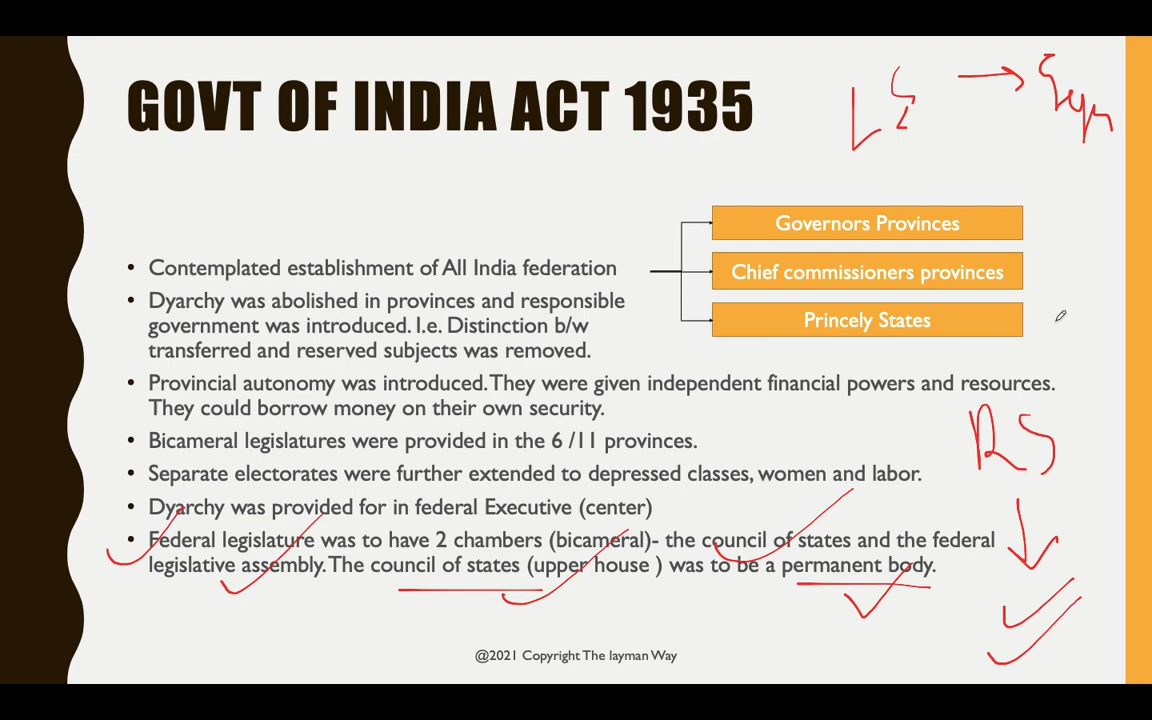 GOVT OF INDIA ACT 1935
LS → 5 yr
Governors Provinces
Chief commissioners provinces
Princely States
• Contemplated establishment of All India federation
• Dyarchy was abolished in provinces and responsible
government was introduced. I.e. Distinction b/w
transferred and reserved subjects was removed.
• Provincial autonomy was introduced. They were given independent financial powers and resources.
They could borrow money on their own security.
• Bicameral legislatures were provided in the 6 /11 provinces.
• Separate electorates were further extended to depressed classes, women and labor.
• Dyarchy was provided for in federal Executive (center)
• Federal legislature was to have 2 chambers (bicameral)- the council of states and the federal
legislative assembly. The council of states (upper house ) was to be a permanent body.
RS
@2021 Copyright The layman Way